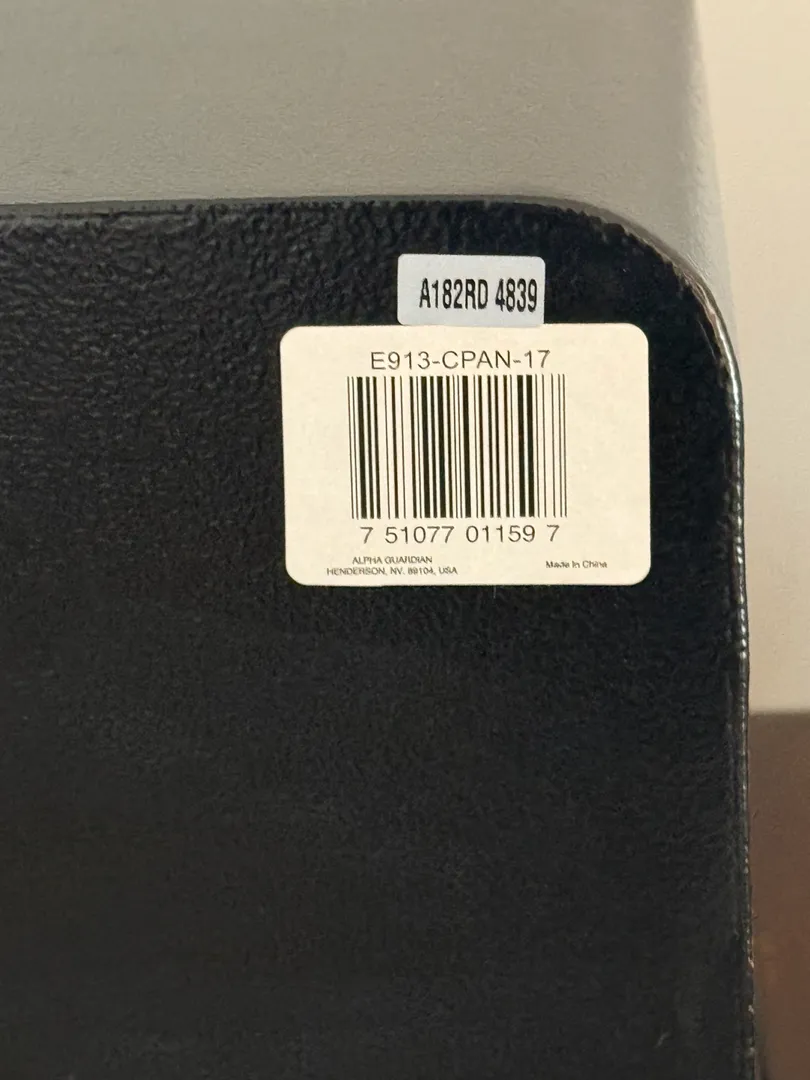 A182RD 4839
E913-CPAN-17
7 51077 01159 7
ALPHA GUARDIAN
HENDERSON, NV. 89104, USA
Made In China